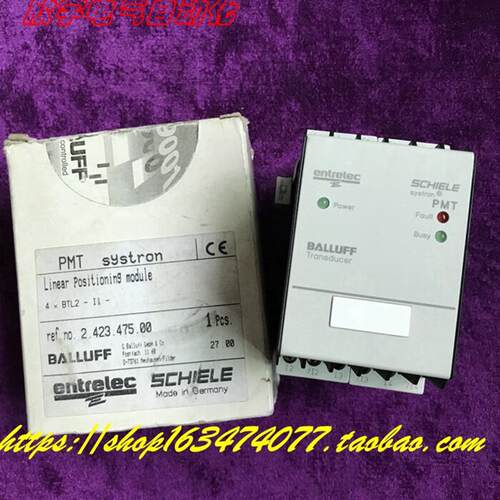 BALLUFF
controlled
PMT systron
CE
Linear Positioning module
4 x BTL2 - I1 -
ref no. 2.423.475.00
1 Pcs.
BALLUFF
27 00
entrelec
SCHIELE
Made in Germany
entrelec
SCHIELE
systron
PMT
Power
Fault
Busy
BALLUFF
Transducer
https://shop163474077.taobao.com